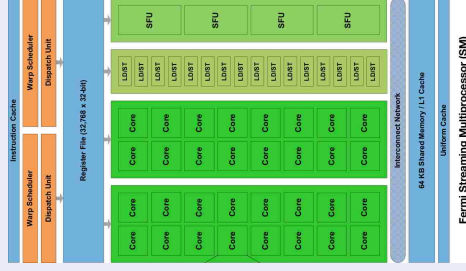 Instruction Cache
Warp Scheduler Warp Scheduler
Dispatch Unit Dispatch Unit
Register File (32,768 x 32-bit)
Core Core Core Core LD/ST LD/ST SFU
Core Core Core Core LD/ST LD/ST
Core Core Core Core LD/ST LD/ST SFU
Core Core Core Core LD/ST LD/ST
Core Core Core Core LD/ST LD/ST SFU
Core Core Core Core LD/ST LD/ST
Core Core Core Core LD/ST LD/ST SFU
Core Core Core Core LD/ST LD/ST
Interconnect Network
64 KB Shared Memory / L1 Cache
Uniform Cache
Fermi Streaming Multiprocessor (SM)